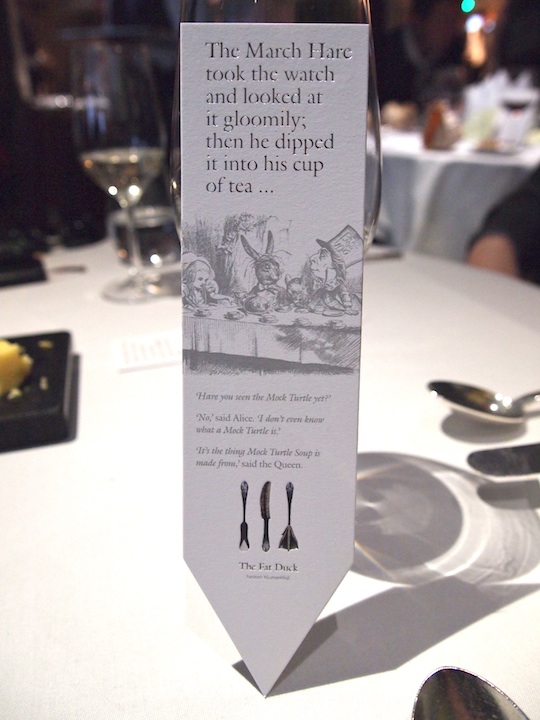 The March Hare
took the watch
and looked at
it gloomily;
then he dipped
it into his cup
of tea ...
'Have you seen the Mock Turtle yet?'
'No,' said Alice. 'I don't even know
what a Mock Turtle is.'
'It's the thing Mock Turtle Soup is
made from,' said the Queen.
The Fat Duck